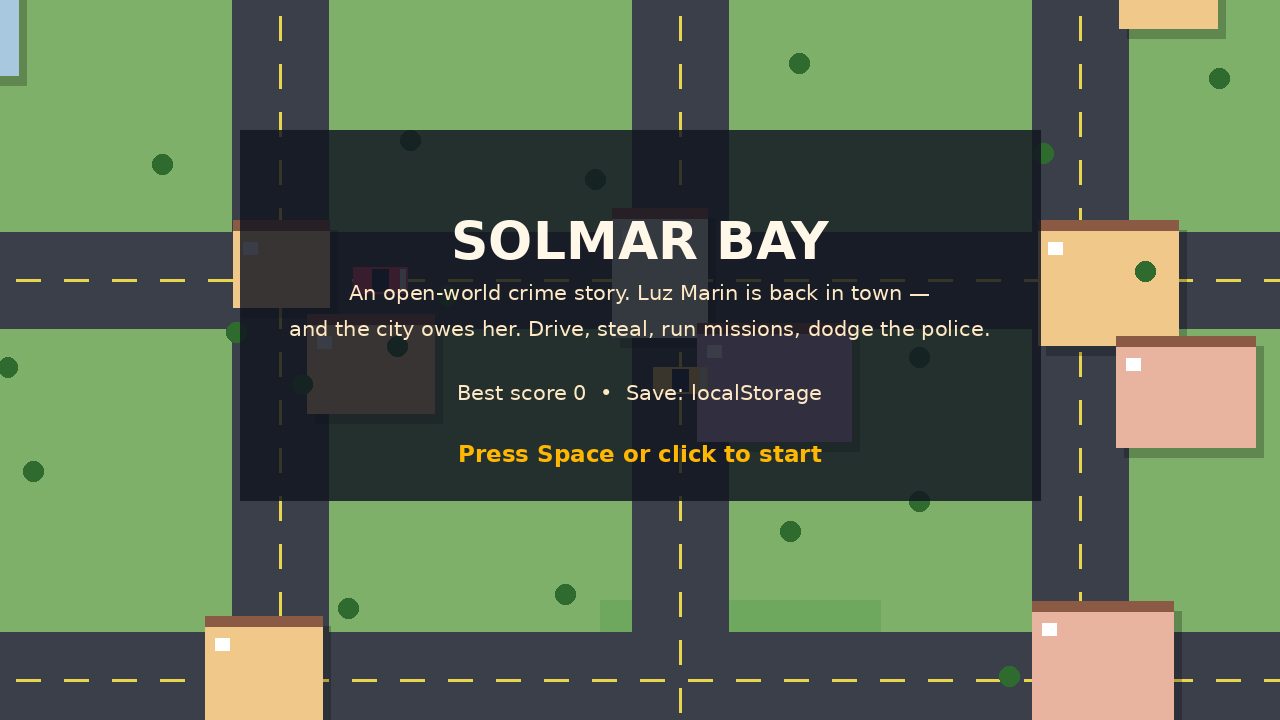 SOLMAR BAY
An open-world crime story. Luz Marin is back in town —
and the city owes her. Drive, steal, run missions, dodge the police.
Best score 0 • Save: localStorage
Press Space or click to start